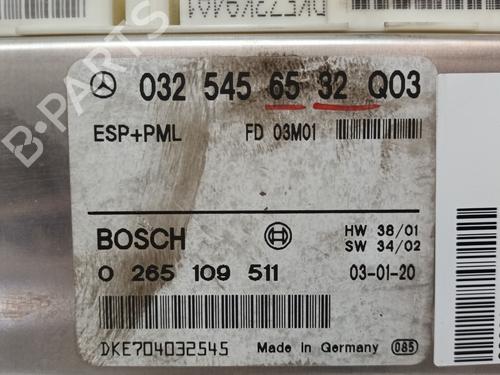 032 545 65 32 Q03
ESP+PML FD 03M01
BOSCH
HW 38/01
SW 34/02
0 265 109 511 03-01-20
DKE704032545 Made in Germany 085
B-PARTS